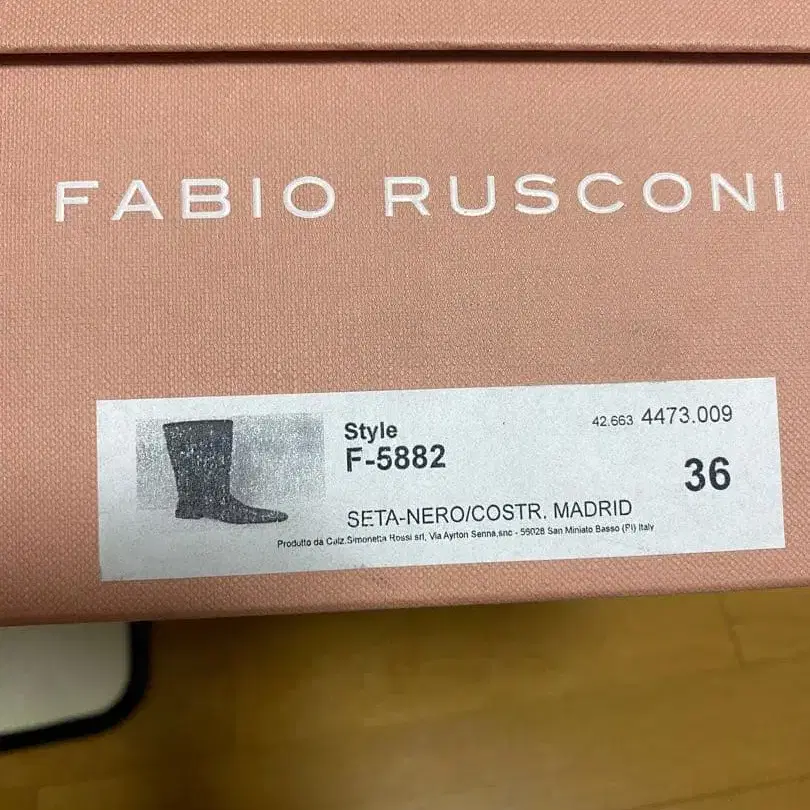 FABIO RUSCONI
Style
42.663 4473.009
F-5882
36
SETA-NERO/COSTR. MADRID
Prodotto da Calz.Simonetta Rossi srl, Via Ayrton Senna,snc - 56028 San Miniato Basso (PI) Italy